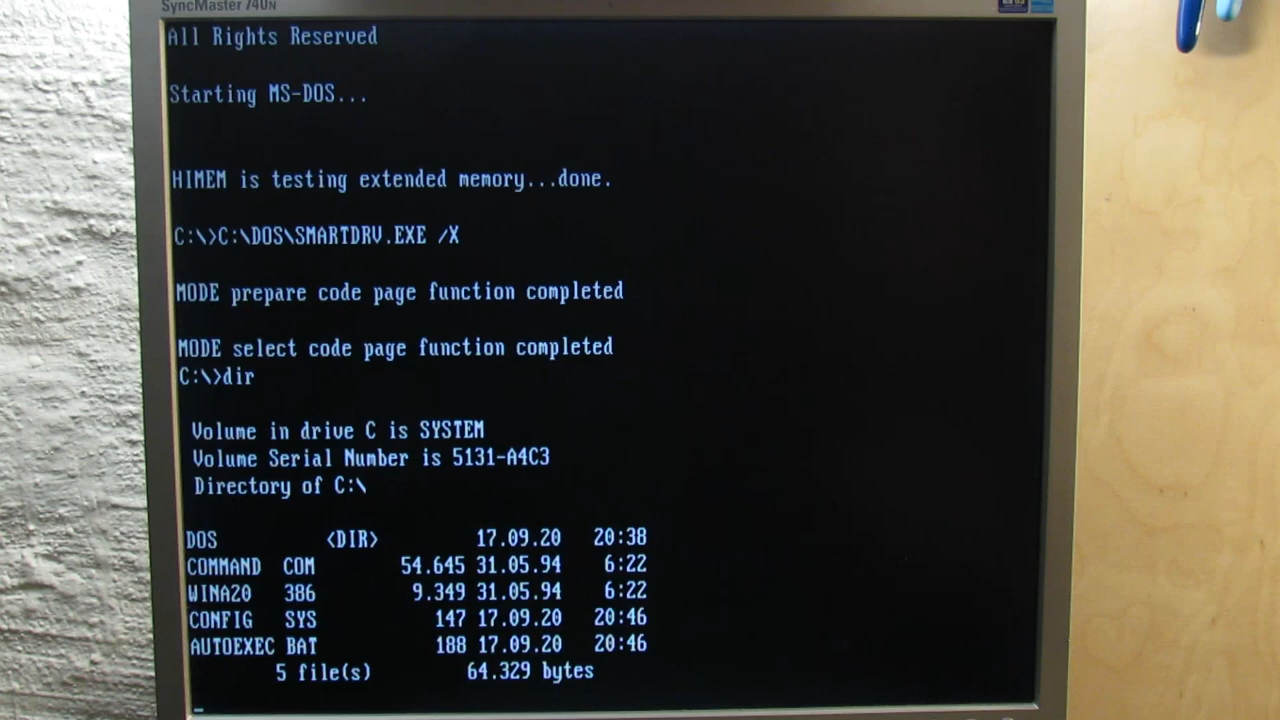 SyncMaster 740N
All Rights Reserved
Starting MS-DOS...
HIMEM is testing extended memory...done.
C:\>C:\DOS\SMARTDRV.EXE /X
MODE prepare code page function completed
MODE select code page function completed
C:\>dir
Volume in drive C is SYSTEM
Volume Serial Number is 5131-A4C3
Directory of C:\
DOS <DIR> 17.09.20 20:38
COMMAND COM 54.645 31.05.94 6:22
WINA20 386 9.349 31.05.94 6:22
CONFIG SYS 147 17.09.20 20:46
AUTOEXEC BAT 188 17.09.20 20:46
5 file(s) 64.329 bytes